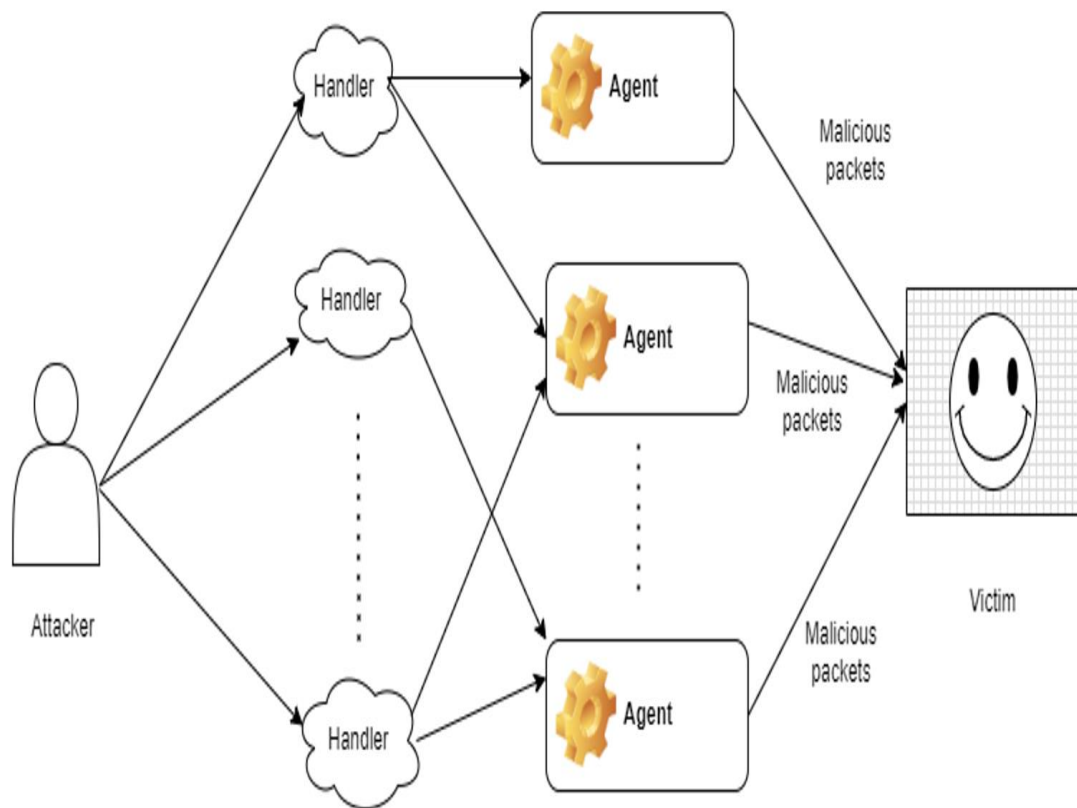 Handler
Agent
Malicious
packets
Handler
Agent
Malicious
packets
Attacker
Victim
Malicious
packets
Handler
Agent